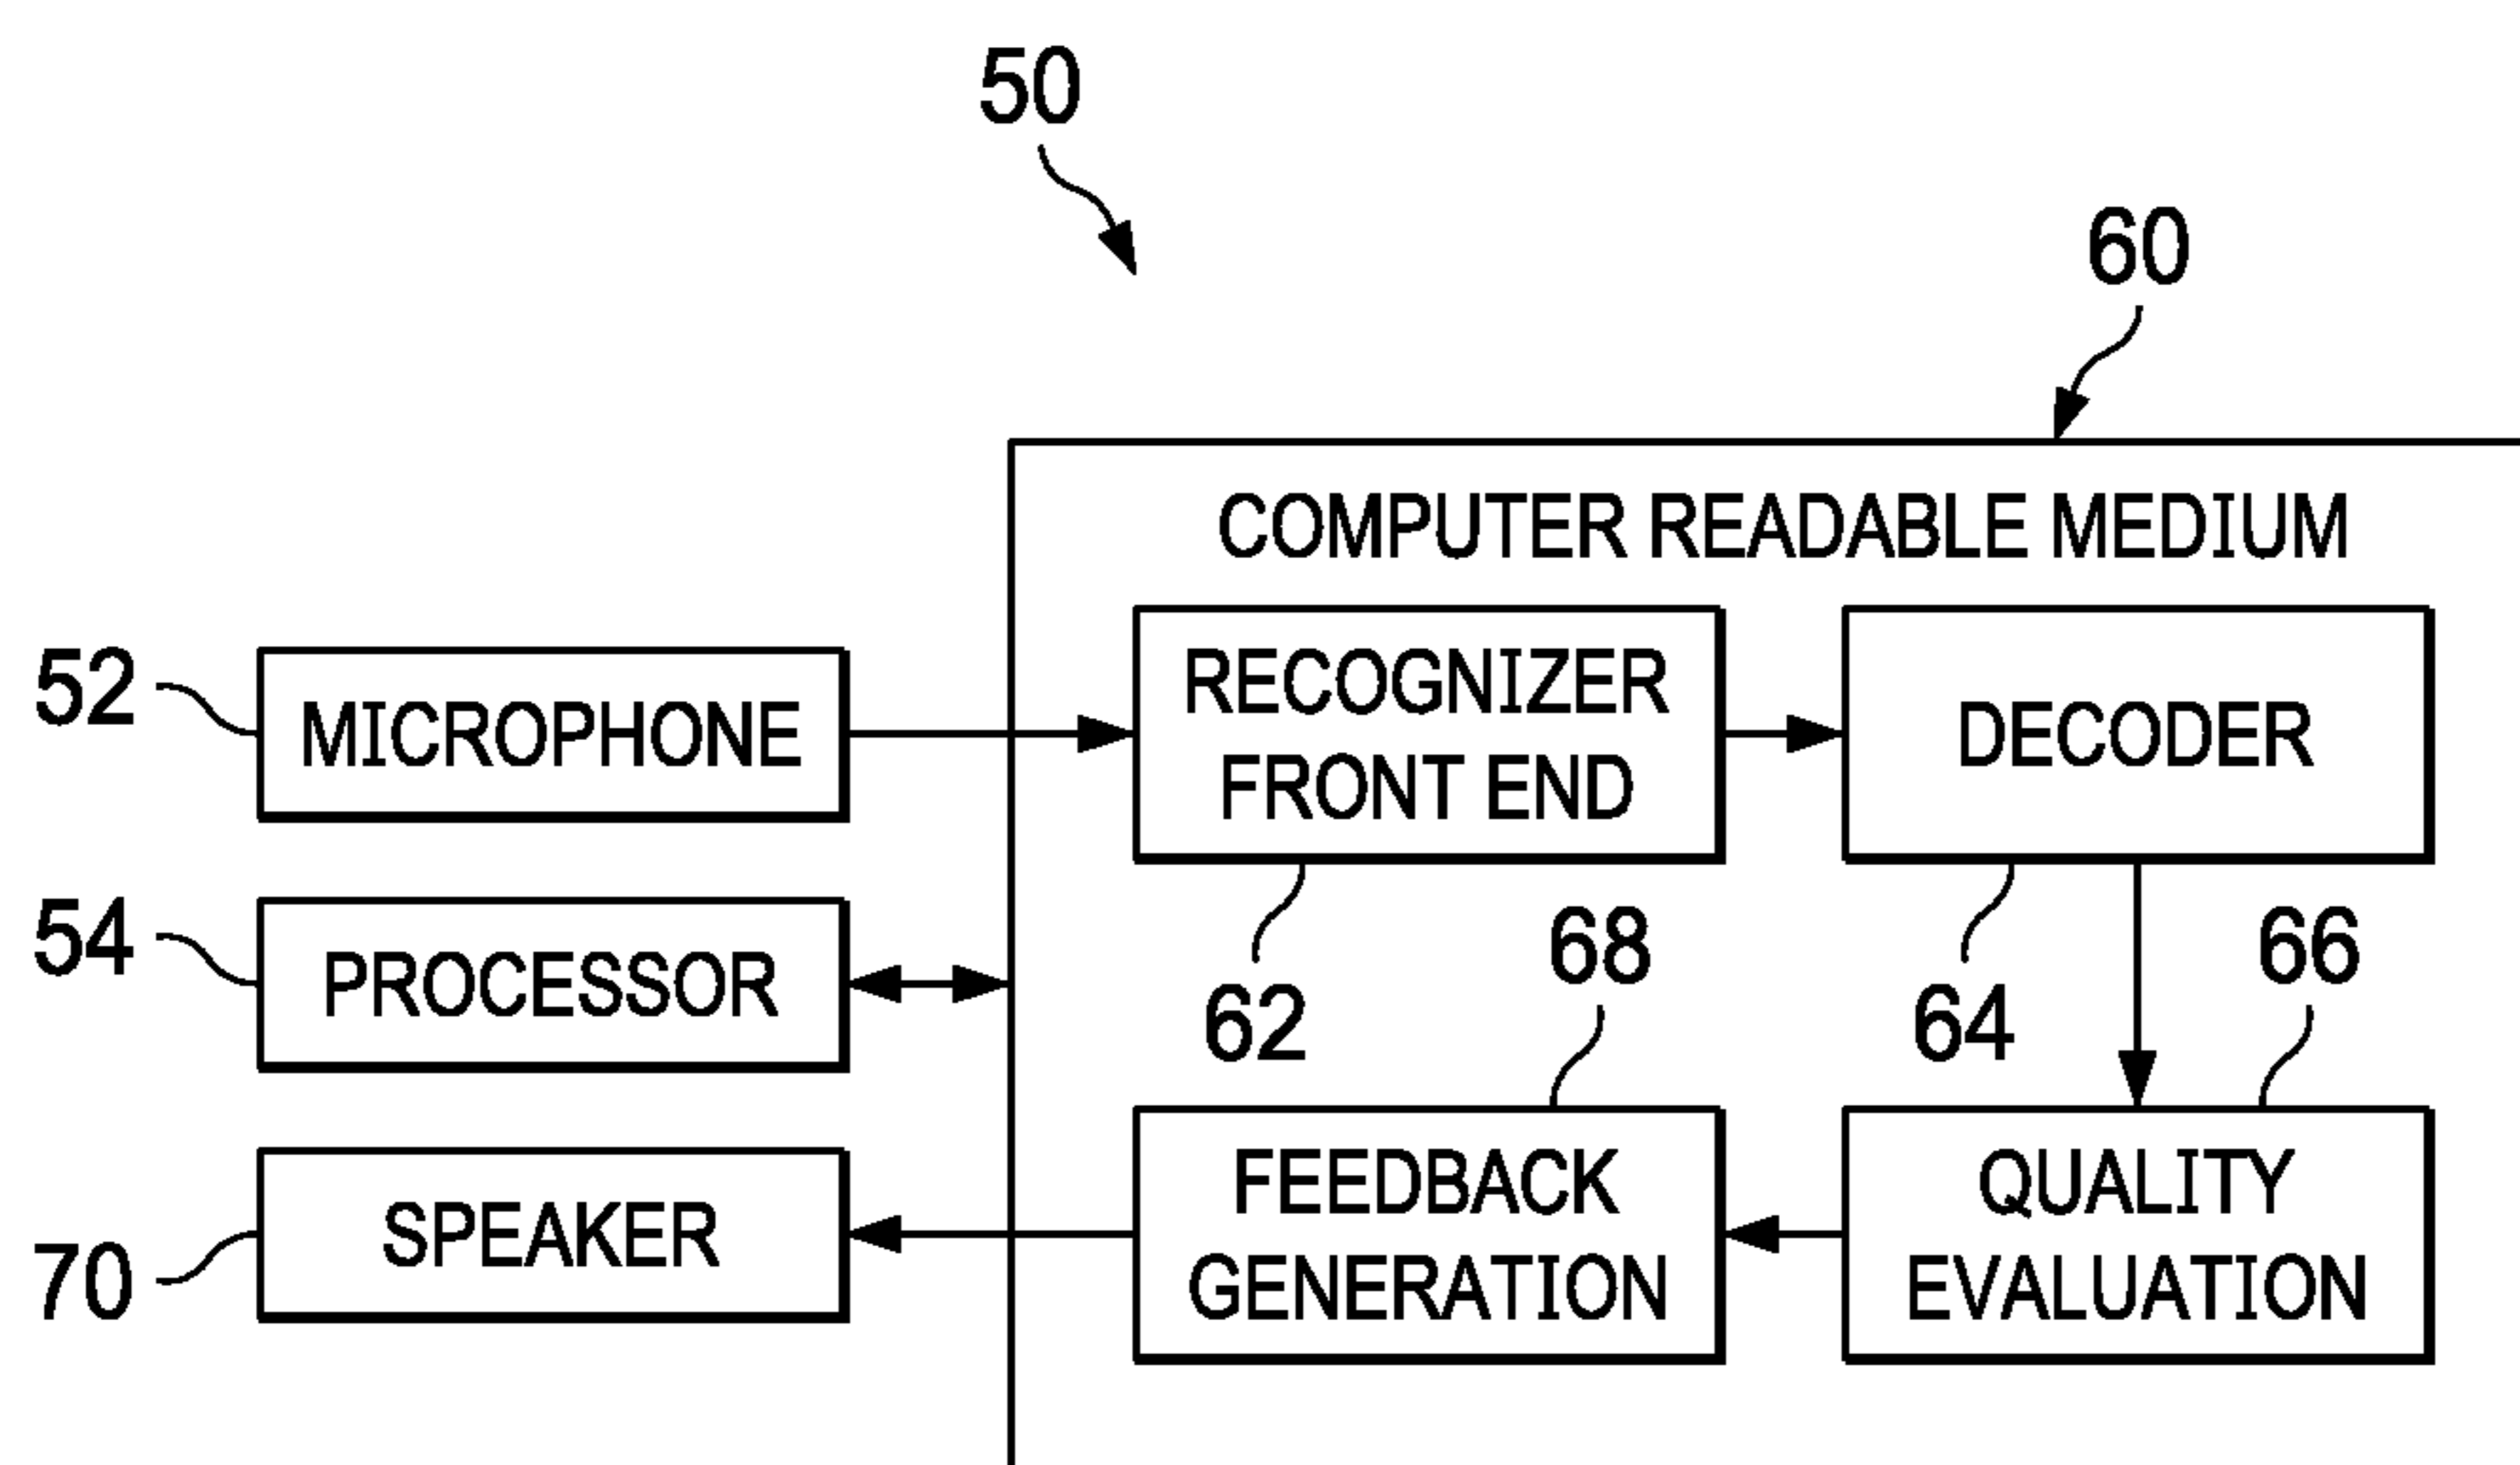 50
60
COMPUTER READABLE MEDIUM
52
MICROPHONE
RECOGNIZER
FRONT END
DECODER
54
PROCESSOR
62
68
64
66
70
SPEAKER
FEEDBACK
GENERATION
QUALITY
EVALUATION